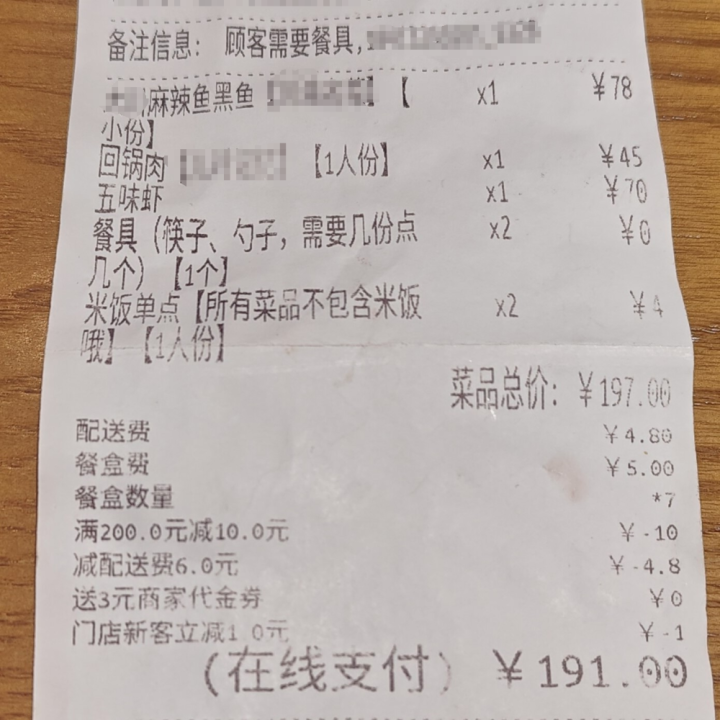 备注信息： 顾客需要餐具，
麻辣鱼黑鱼 【 x1 ￥78
小份】
回锅肉 【1人份】 x1 ￥45
五味虾 x1 ￥70
餐具（筷子、勺子，需要几份点 x2 ￥0
几个）【1个】
米饭单点【所有菜品不包含米饭 x2 ￥4
哦】【1人份】
菜品总价：￥197.00
配送费 ￥4.80
餐盒费 ￥5.00
餐盒数量 *7
满200.0元减10.0元 ￥-10
减配送费6.0元 ￥-4.8
送3元商家代金券 ￥0
门店新客立减1.0元 ￥-1
（在线支付） ￥191.00